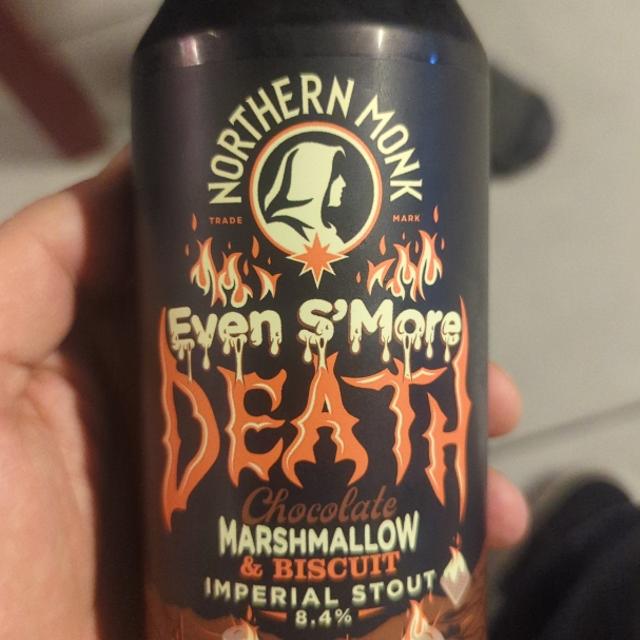 NORTHERN MONK
TRADE MARK
Even S'More
DEATH
Chocolate
MARSHMALLOW
& BISCUIT
IMPERIAL STOUT
8.4%